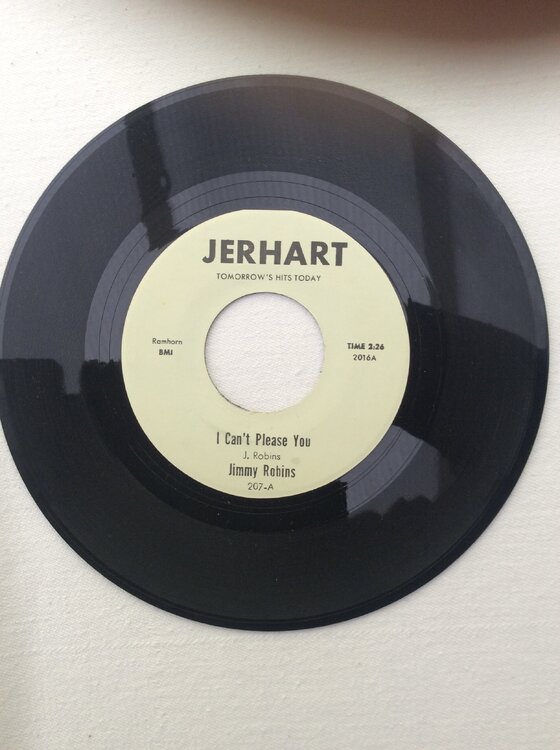 JERHART
TOMORROW'S HITS TODAY
Ramhorn
BMI
TIME 2:26
2016A
I Can't Please You
J. Robins
Jimmy Robins
207-A